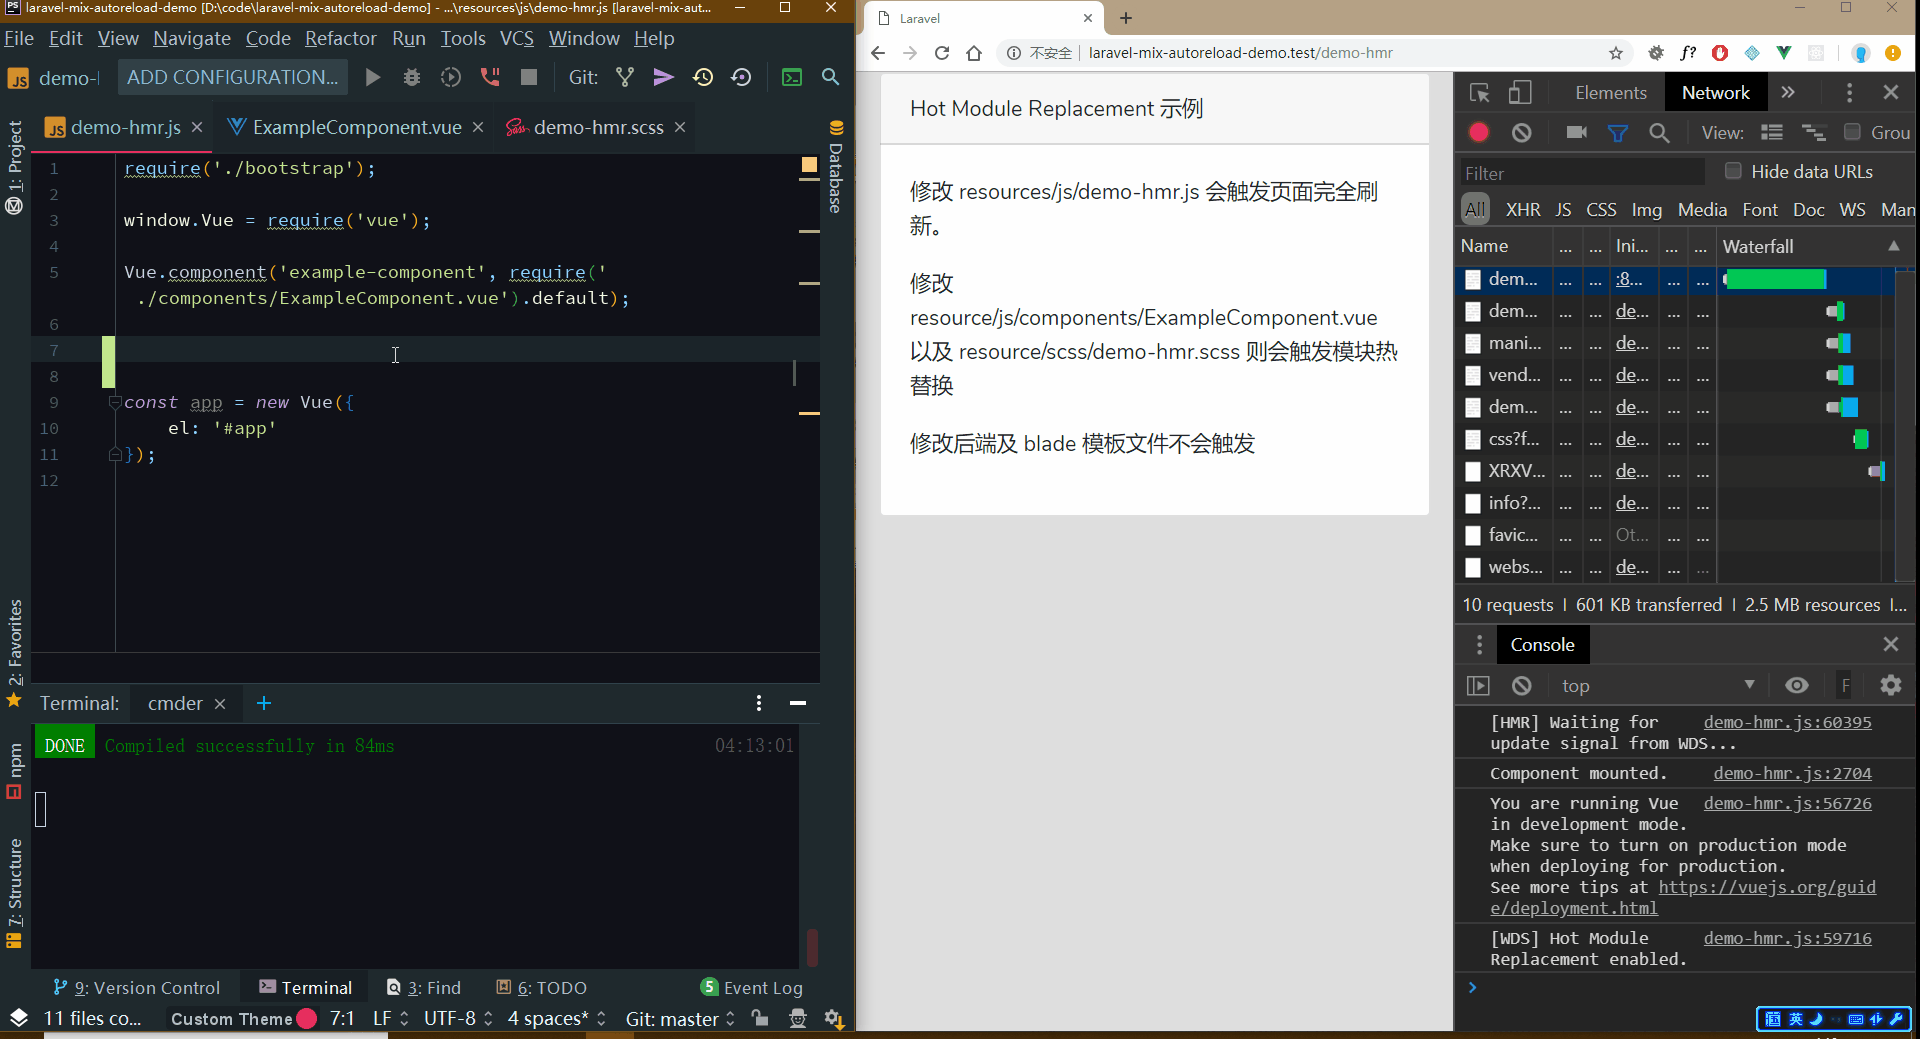 laravel-mix-autoreload-demo [D:\code\laravel-mix-autoreload-demo] - ...\resources\js\demo-hmr.js [laravel-mix-aut...
File Edit View Navigate Code Refactor Run Tools VCS Window Help
JS demo-l ADD CONFIGURATION... Git:
JS demo-hmr.js × ExampleComponent.vue × demo-hmr.scss ×
1: Project
2: Favorites
npm
7: Structure
Database
1 require('./bootstrap');
2
3 window.Vue = require('vue');
4
5 Vue.component('example-component', require('
./components/ExampleComponent.vue').default);
6
7
8
9 const app = new Vue({
10 el: '#app'
11 });
12
Terminal: cmder × +
DONE Compiled successfully in 84ms 04:13:01
9: Version Control Terminal 3: Find 6: TODO 5 Event Log
11 files co... Custom Theme 7:1 LF UTF-8 4 spaces* Git: master
Laravel
不安全 | laravel-mix-autoreload-demo.test/demo-hmr
f?
Hot Module Replacement 示例
修改 resources/js/demo-hmr.js 会触发页面完全刷
新。
修改
resource/js/components/ExampleComponent.vue
以及 resource/scss/demo-hmr.scss 则会触发模块热
替换
修改后端及 blade 模板文件不会触发
Elements Network »
View: Grou
Filter Hide data URLs
All XHR JS CSS Img Media Font Doc WS Man
Name ... ... Ini... ... ... Waterfall
dem... ... ... :8... ... ...
dem... ... ... de... ... ...
mani... ... ... de... ... ...
vend... ... ... de... ... ...
dem... ... ... de... ... ...
css?f... ... ... de... ... ...
XRXV... ... ... de... ... ...
info?... ... ... de... ... ...
favic... ... ... Ot... ... ...
webs... ... ... de... ... ...
10 requests | 601 KB transferred | 2.5 MB resources |...
Console
top F
[HMR] Waiting for demo-hmr.js:60395
update signal from WDS...
Component mounted. demo-hmr.js:2704
You are running Vue demo-hmr.js:56726
in development mode.
Make sure to turn on production mode
when deploying for production.
See more tips at https://vuejs.org/guid
e/deployment.html
[WDS] Hot Module demo-hmr.js:59716
Replacement enabled.
英